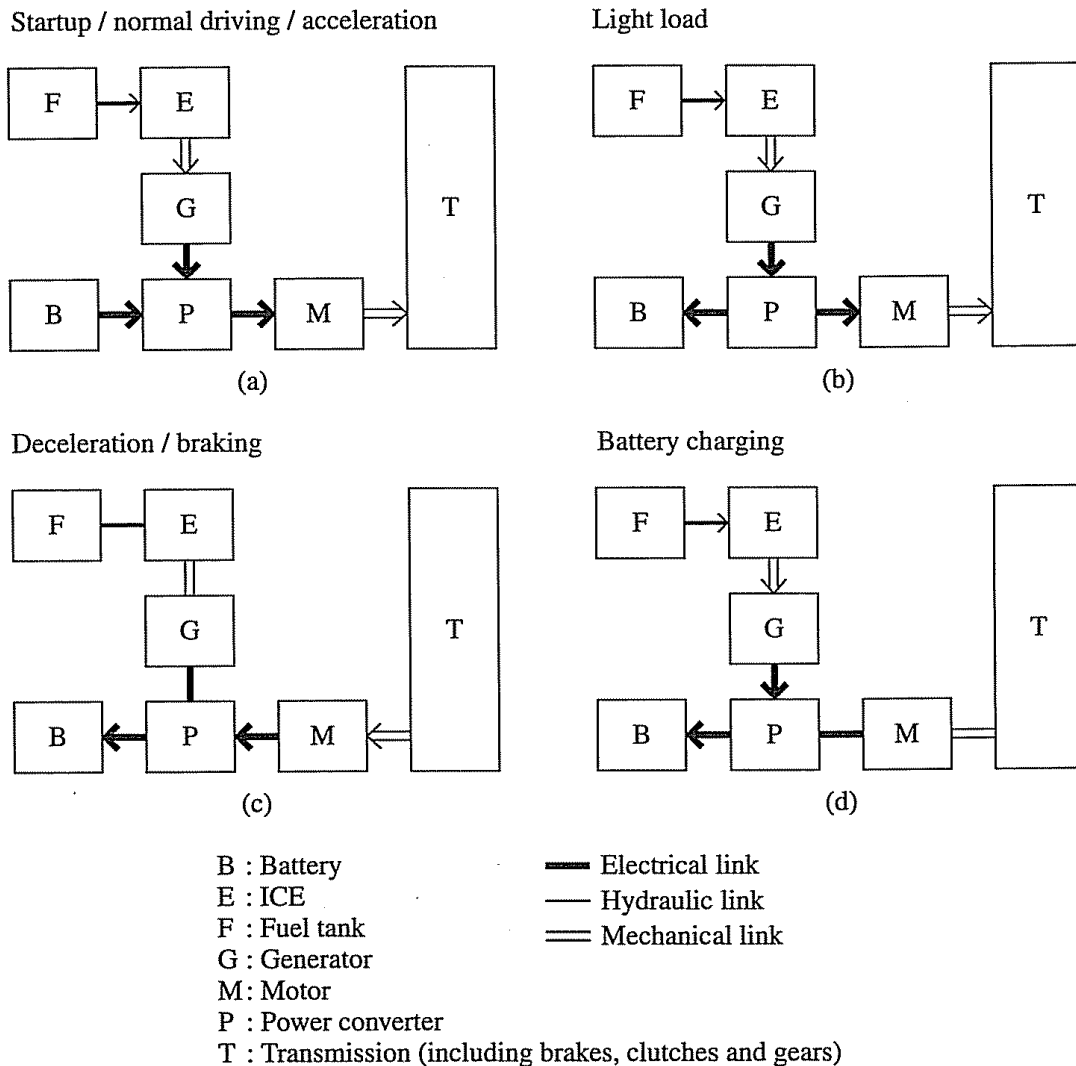 Startup / normal driving / acceleration
Light load
F
E
G
B
P
M
T
(a)
F
E
G
B
P
M
T
(b)
Deceleration / braking
Battery charging
F
E
G
B
P
M
T
(c)
F
E
G
B
P
M
T
(d)
B : Battery
E : ICE
F : Fuel tank
G : Generator
M : Motor
P : Power converter
T : Transmission (including brakes, clutches and gears)
Electrical link
Hydraulic link
Mechanical link